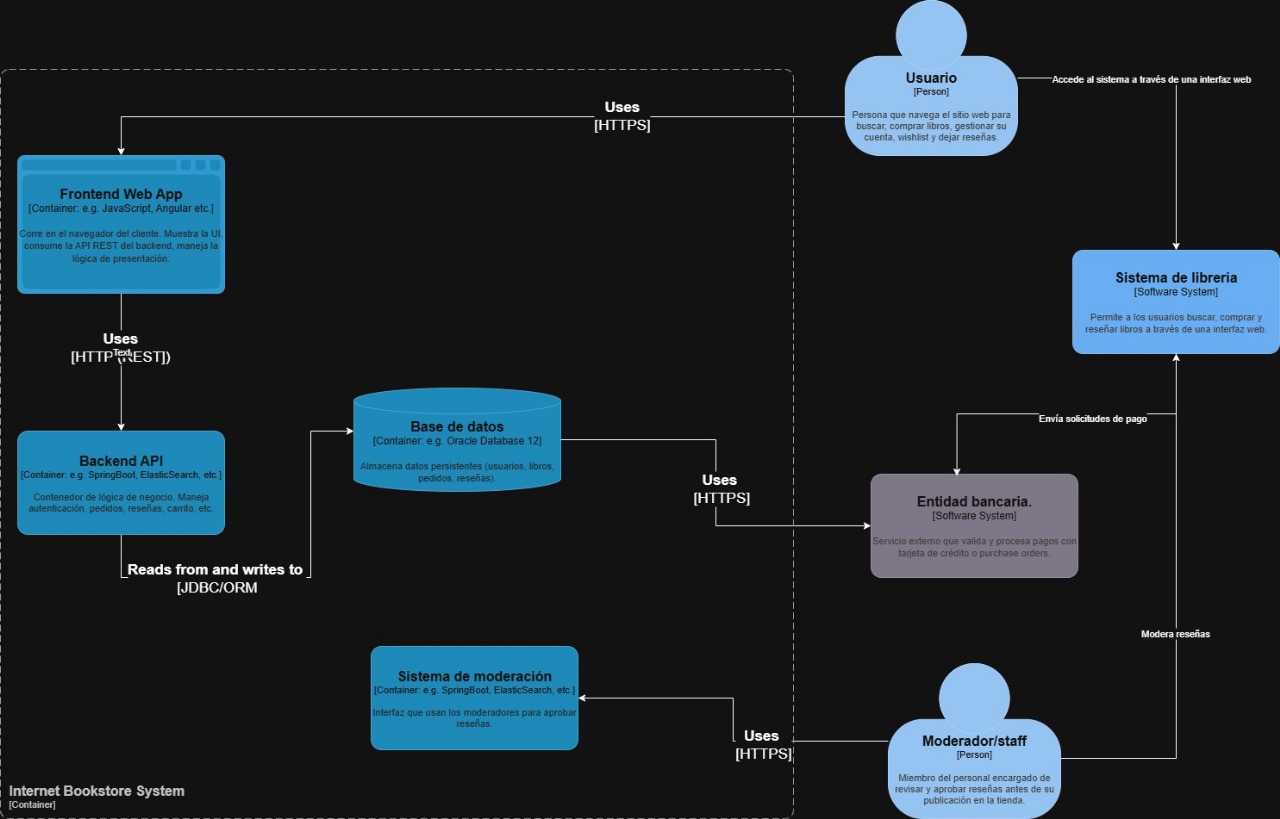 Usuario
[Person]
Persona que navega el sitio web para
buscar, comprar libros, gestionar su
cuenta, wishlist y dejar reseñas.
Accede al sistema a través de una interfaz web
Uses
[HTTPS]
Frontend Web App
[Container: e.g. JavaScript, Angular etc.]
Corre en el navegador del cliente. Muestra la UI,
consume la API REST del backend, maneja la
lógica de presentación.
Sistema de librería
[Software System]
Permite a los usuarios buscar, comprar y
reseñar libros a través de una interfaz web.
Uses
[HTTP (REST])
Text
Backend API
[Container: e.g. SpringBoot, ElasticSearch, etc.]
Contenedor de lógica de negocio. Maneja
autenticación, pedidos, reseñas, carrito, etc.
Base de datos
[Container: e.g. Oracle Database 12]
Almacena datos persistentes (usuarios, libros,
pedidos, reseñas).
Envía solicitudes de pago
Uses
[HTTPS]
Entidad bancaria.
[Software System]
Servicio externo que valida y procesa pagos con
tarjeta de crédito o purchase orders.
Reads from and writes to
[JDBC/ORM
Modera reseñas
Sistema de moderación
[Container: e.g. SpringBoot, ElasticSearch, etc.]
Interfaz que usan los moderadores para aprobar
reseñas.
Uses
[HTTPS]
Moderador/staff
[Person]
Miembro del personal encargado de
revisar y aprobar reseñas antes de su
publicación en la tienda.
Internet Bookstore System
[Container]